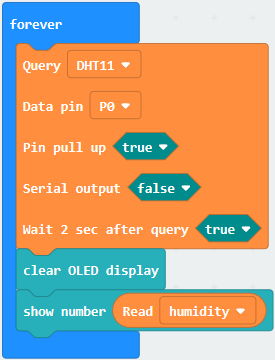 forever
Query DHT11
Data pin P0
Pin pull up true
Serial output false
Wait 2 sec after query true
clear OLED display
show number Read humidity